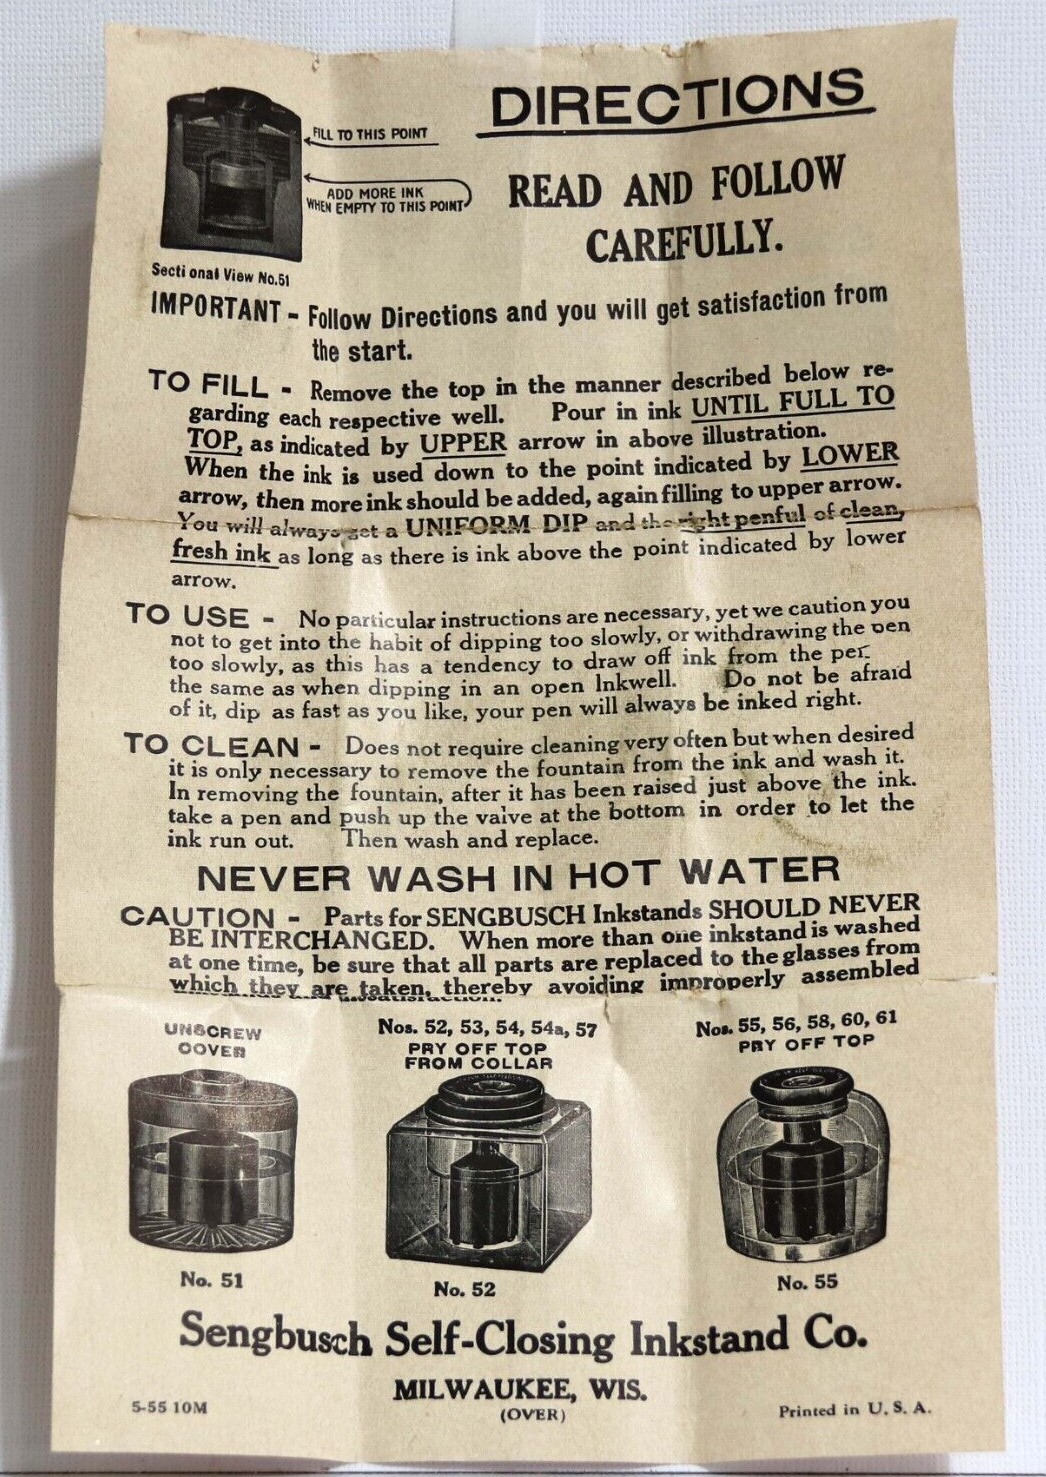 DIRECTIONS
FILL TO THIS POINT
ADD MORE INK
WHEN EMPTY TO THIS POINT
READ AND FOLLOW
CAREFULLY.
Sectional View No.51
IMPORTANT - Follow Directions and you will get satisfaction from
the start.
TO FILL - Remove the top in the manner described below re-
garding each respective well. Pour in ink UNTIL FULL TO
TOP, as indicated by UPPER arrow in above illustration.
When the ink is used down to the point indicated by LOWER
arrow, then more ink should be added, again filling to upper arrow.
You will always get a UNIFORM DIP and the right penful of clean,
fresh ink as long as there is ink above the point indicated by lower
arrow.
TO USE - No particular instructions are necessary, yet we caution you
not to get into the habit of dipping too slowly, or withdrawing the pen
too slowly, as this has a tendency to draw off ink from the pen
the same as when dipping in an open Inkwell. Do not be afraid
of it, dip as fast as you like, your pen will always be inked right.
TO CLEAN - Does not require cleaning very often but when desired
it is only necessary to remove the fountain from the ink and wash it.
In removing the fountain, after it has been raised just above the ink.
take a pen and push up the vaive at the bottom in order to let the
ink run out. Then wash and replace.
NEVER WASH IN HOT WATER
CAUTION - Parts for SENGBUSCH Inkstands SHOULD NEVER
BE INTERCHANGED. When more than one inkstand is washed
at one time, be sure that all parts are replaced to the glasses from
which they are taken, thereby avoiding improperly assembled
UNSCREW
COVER
Nos. 52, 53, 54, 54a, 57
PRY OFF TOP
FROM COLLAR
Nos. 55, 56, 58, 60, 61
PRY OFF TOP
No. 51
No. 52
No. 55
Sengbusch Self-Closing Inkstand Co.
MILWAUKEE, WIS.
(OVER)
5-55 10M
Printed in U. S. A.